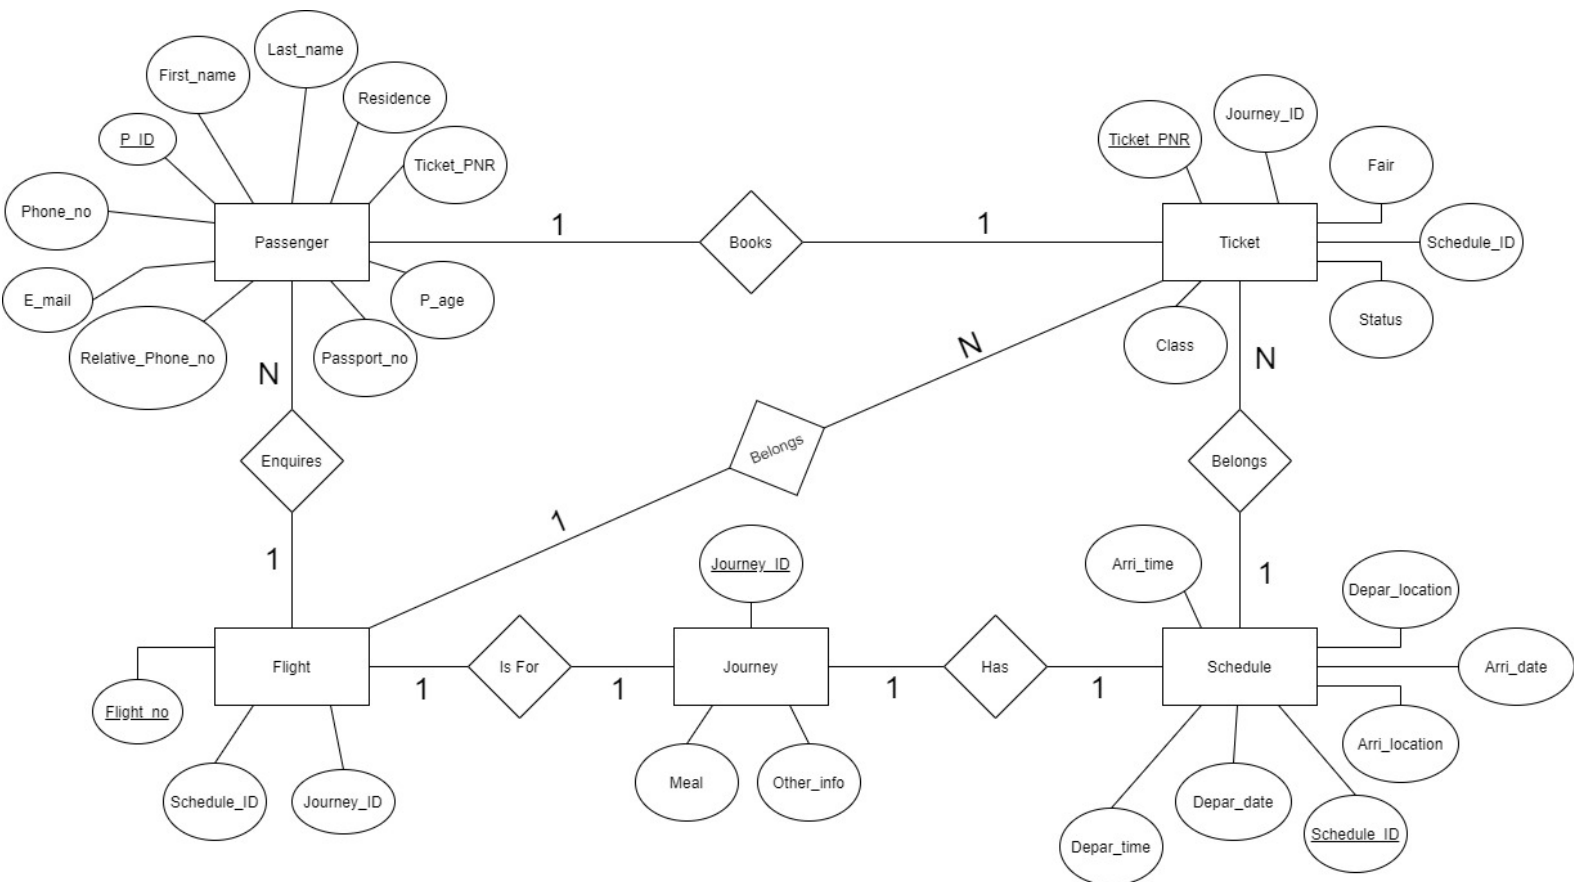 Last_name
First_name
Residence
P_ID
Ticket_PNR
Phone_no
Passenger
E_mail
P_age
Relative_Phone_no
Passport_no
1
Books
1
Ticket_PNR
Journey_ID
Fair
Ticket
Schedule_ID
Status
Class
N
Enquires
1
N
Belongs
1
N
Belongs
1
Flight
Flight_no
Schedule_ID
Journey_ID
1
Is For
1
Journey_ID
Journey
Meal
Other_info
1
Has
1
Arri_time
Depar_location
Schedule
Arri_date
Arri_location
Depar_date
Schedule_ID
Depar_time